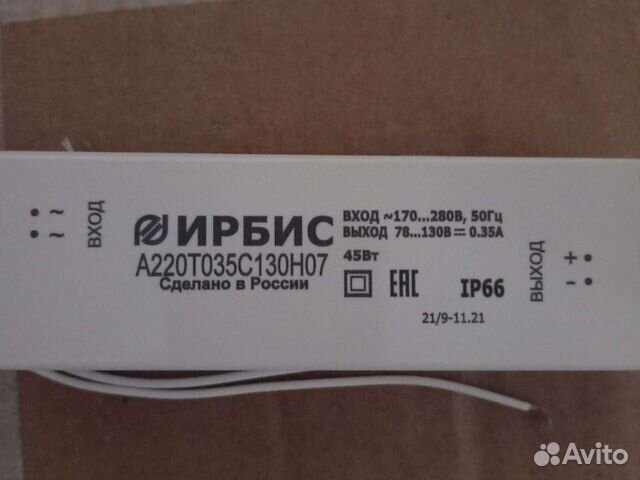 ~
~
ВХОД
ИРБИС
A220T035C130H07
Сделано в России
ВХОД ~170...280В, 50Гц
ВЫХОД 78...130В⎓0.35А
45Вт
EAC IP66
21/9-11.21
ВЫХОД
+
-
Avito